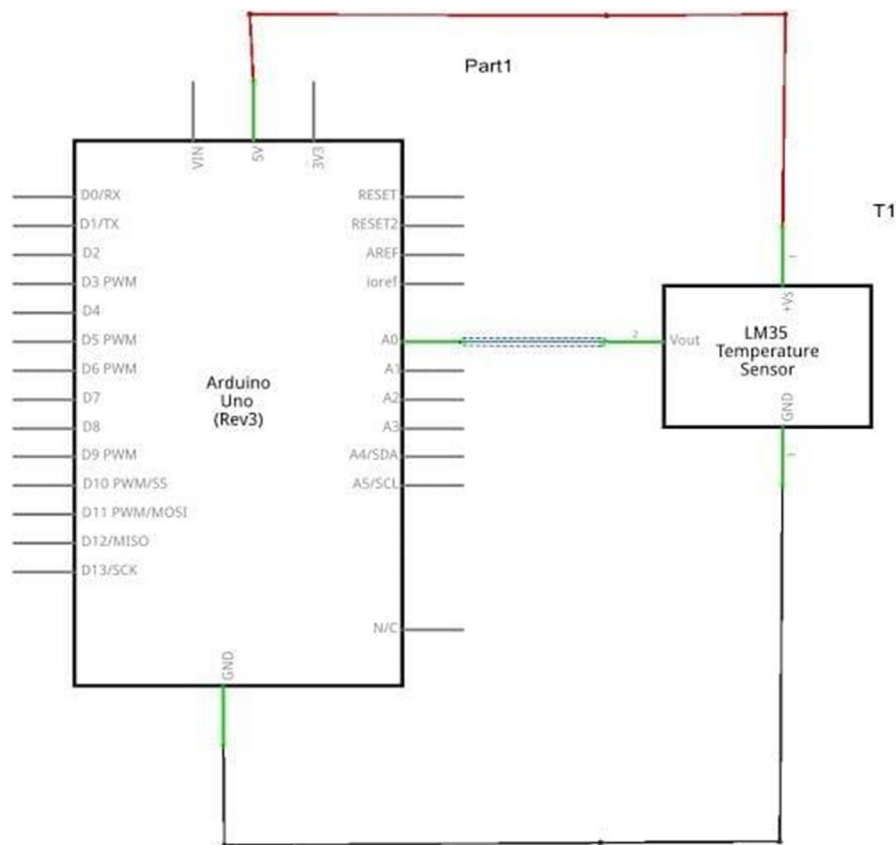 Part1
VIN
5V
3V3
D0/RX
D1/TX
D2
D3 PWM
D4
D5 PWM
D6 PWM
D7
D8
D9 PWM
D10 PWM/SS
D11 PWM/MOSI
D12/MISO
D13/SCK
Arduino
Uno
(Rev3)
RESET
RESET2
AREF
ioref
A0
A1
A2
A3
A4/SDA
A5/SCL
N/C
GND
T1
1
+Vs
2
Vout
LM35
Temperature
Sensor
GND